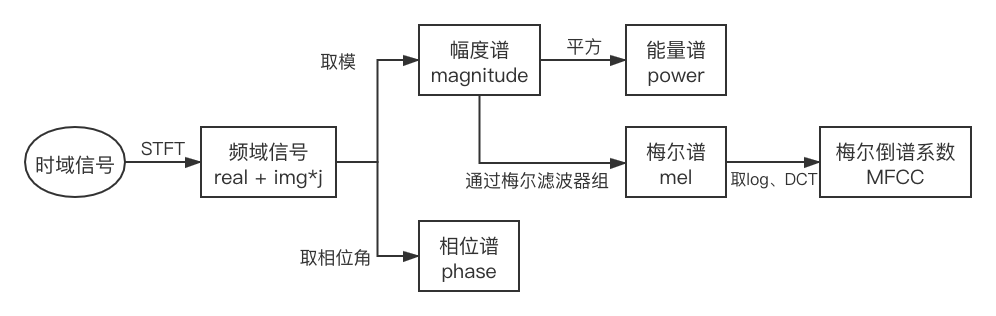 时域信号
STFT
频域信号
real + img*j
取模
幅度谱
magnitude
平方
能量谱
power
通过梅尔滤波器组
梅尔谱
mel
取log、DCT
梅尔倒谱系数
MFCC
取相位角
相位谱
phase